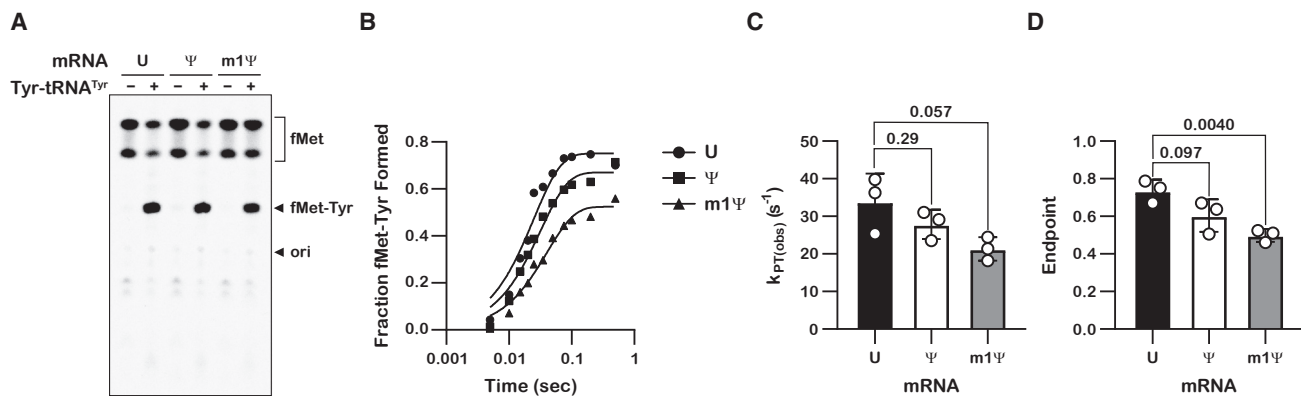 A
mRNA U Ψ m1Ψ
Tyr-tRNATyr − + − + − +
fMet
fMet-Tyr
ori
B
Fraction fMet-Tyr Formed
0.8
0.6
0.4
0.2
0.0
0.001 0.01 0.1 1
Time (sec)
U
Ψ
m1Ψ
C
0.057
0.29
kPT(obs) (s-1)
50
40
30
20
10
0
U Ψ m1Ψ
mRNA
D
0.0040
0.097
Endpoint
1.0
0.8
0.6
0.4
0.2
0.0
U Ψ m1Ψ
mRNA